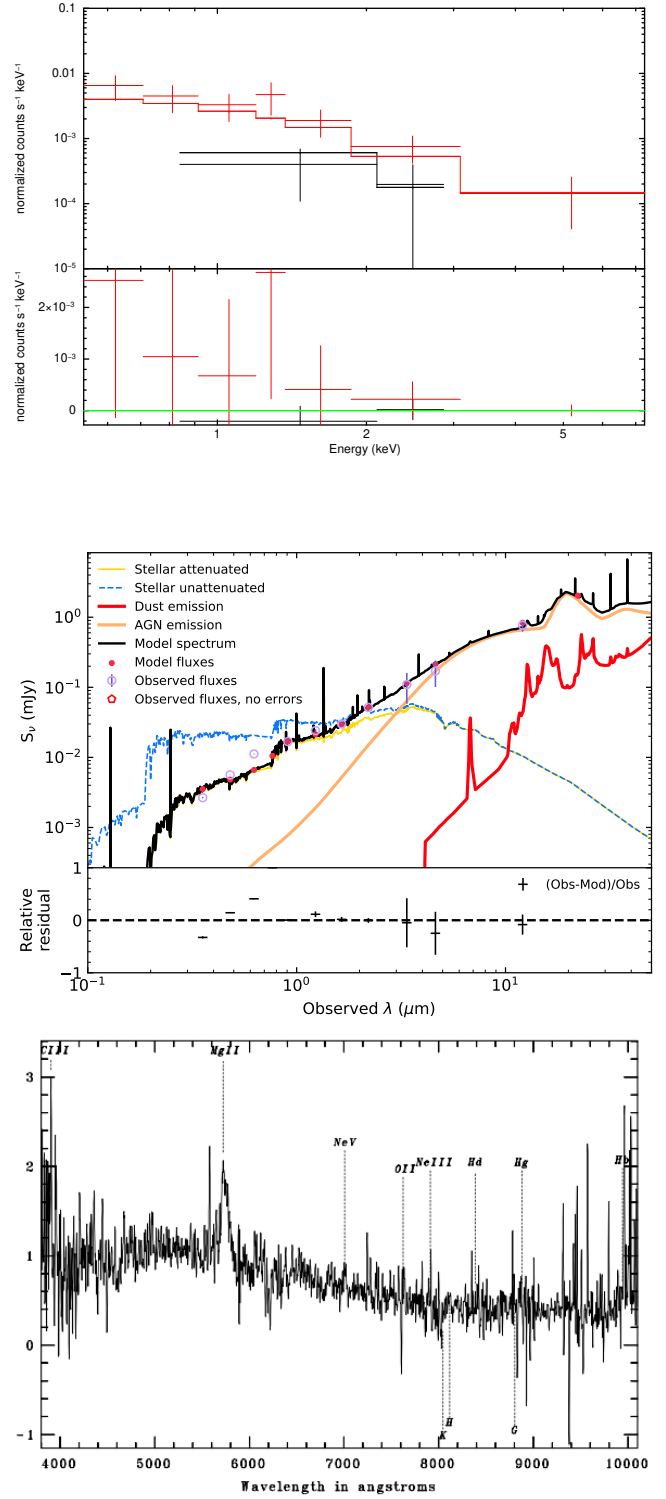 0.1
0.01
10⁻³
10⁻⁴
10⁻⁵
normalized counts s⁻¹ keV⁻¹
2×10⁻³
10⁻³
0
normalized counts s⁻¹ keV⁻¹
1 2 5
Energy (keV)
Stellar attenuated
Stellar unattenuated
Dust emission
AGN emission
Model spectrum
Model fluxes
Observed fluxes
Observed fluxes, no errors
10⁰
10⁻¹
10⁻²
10⁻³
Sν (mJy)
1
0
−1
Relative
residual
(Obs-Mod)/Obs
10⁻¹ 10⁰ 10¹
Observed λ (μm)
CIII MgII
NeV
OII NeIII Hd Hg Hb
3
2
1
0
-1
K H G
4000 5000 6000 7000 8000 9000 10000
Wavelength in angstroms